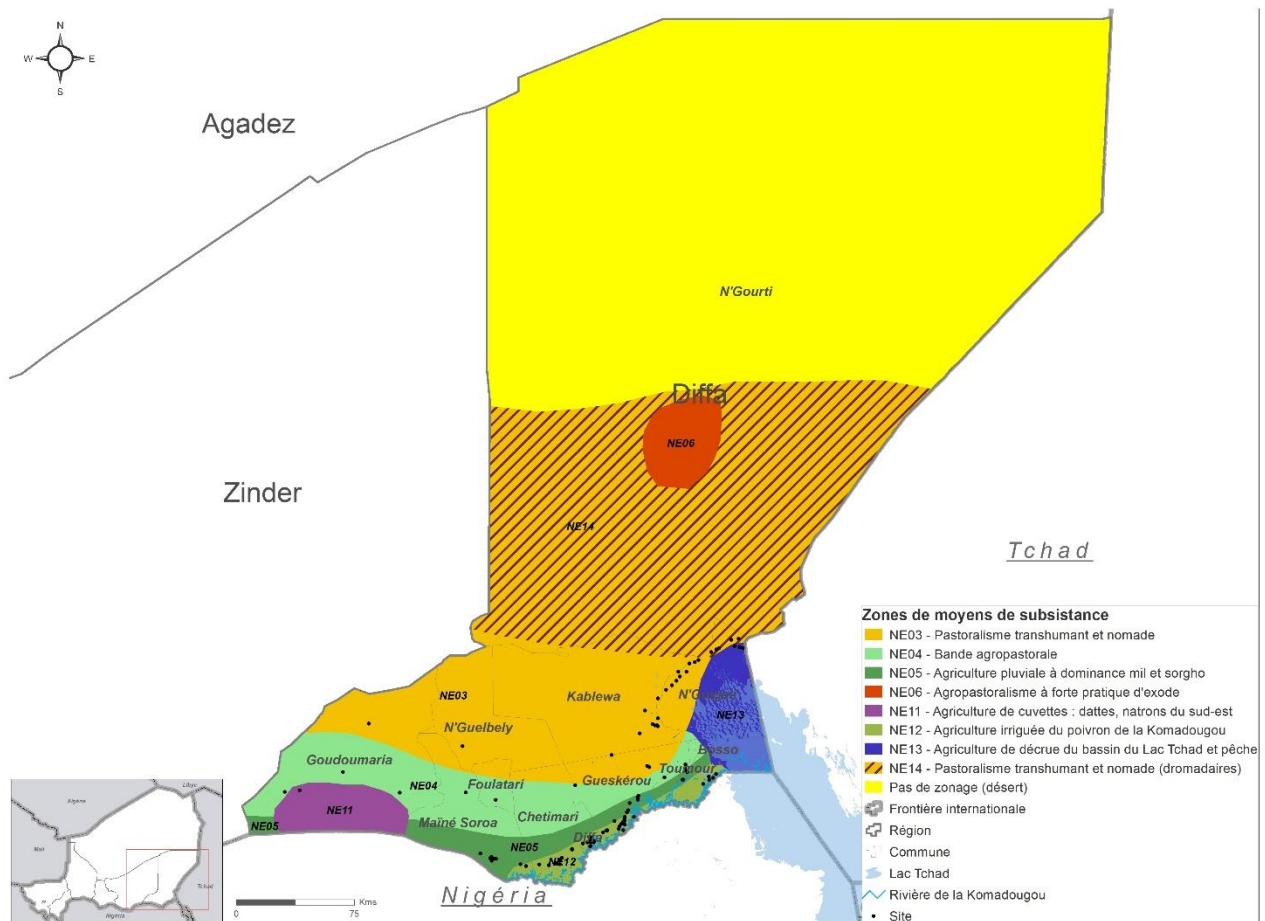 N
W E
S
Agadez
N'Gourti
Diffa
NE06
Zinder
NE14
Tchad
NE03
Kablewa
N'Guelbely
NE13
Goudoumaria
Bosso
Toumour
Gueskérou
NE04
Foulatari
NE11
Chetimari
Maïné Soroa
NE05
NE05
Diffa
NE12
Nigéria
0 75 Kms
Zones de moyens de subsistance
NE03 - Pastoralisme transhumant et nomade
NE04 - Bande agropastorale
NE05 - Agriculture pluviale à dominance mil et sorgho
NE06 - Agropastoralisme à forte pratique d'exode
NE11 - Agriculture de cuvettes : dattes, natrons du sud-est
NE12 - Agriculture irriguée du poivron de la Komadougou
NE13 - Agriculture de décrue du bassin du Lac Tchad et pêche
NE14 - Pastoralisme transhumant et nomade (dromadaires)
Pas de zonage (désert)
Frontière internationale
Région
Commune
Lac Tchad
Rivière de la Komadougou
Site
Algérie
Libye
Mali
Tchad
Nigéria